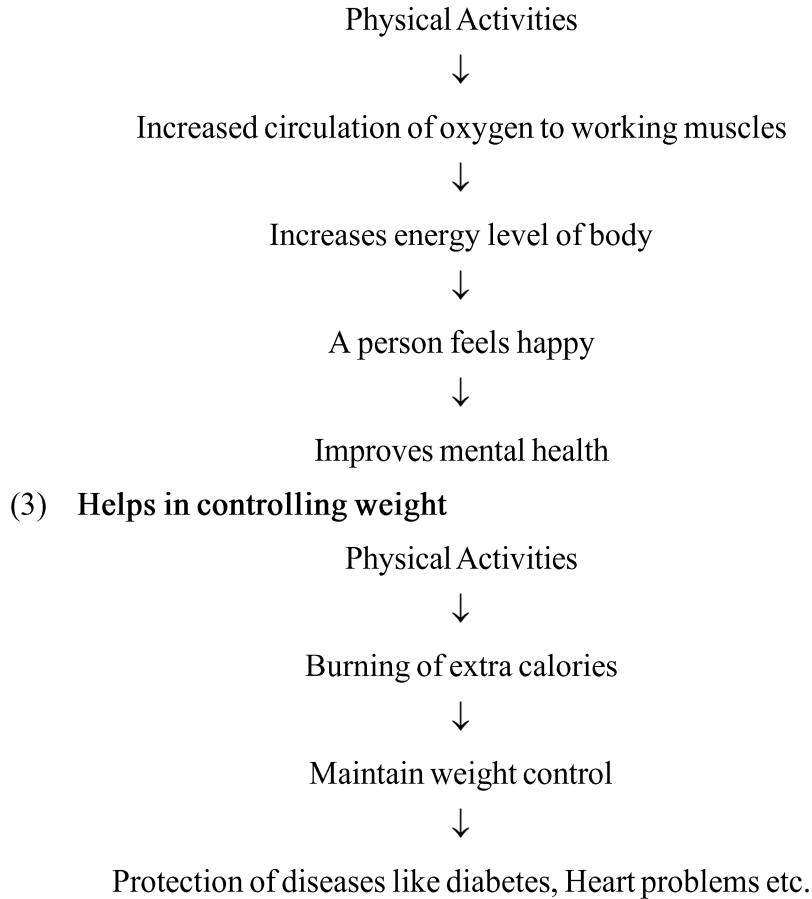 Physical Activities
↓
Increased circulation of oxygen to working muscles
↓
Increases energy level of body
↓
A person feels happy
↓
Improves mental health
(3) Helps in controlling weight
Physical Activities
↓
Burning of extra calories
↓
Maintain weight control
↓
Protection of diseases like diabetes, Heart problems etc.